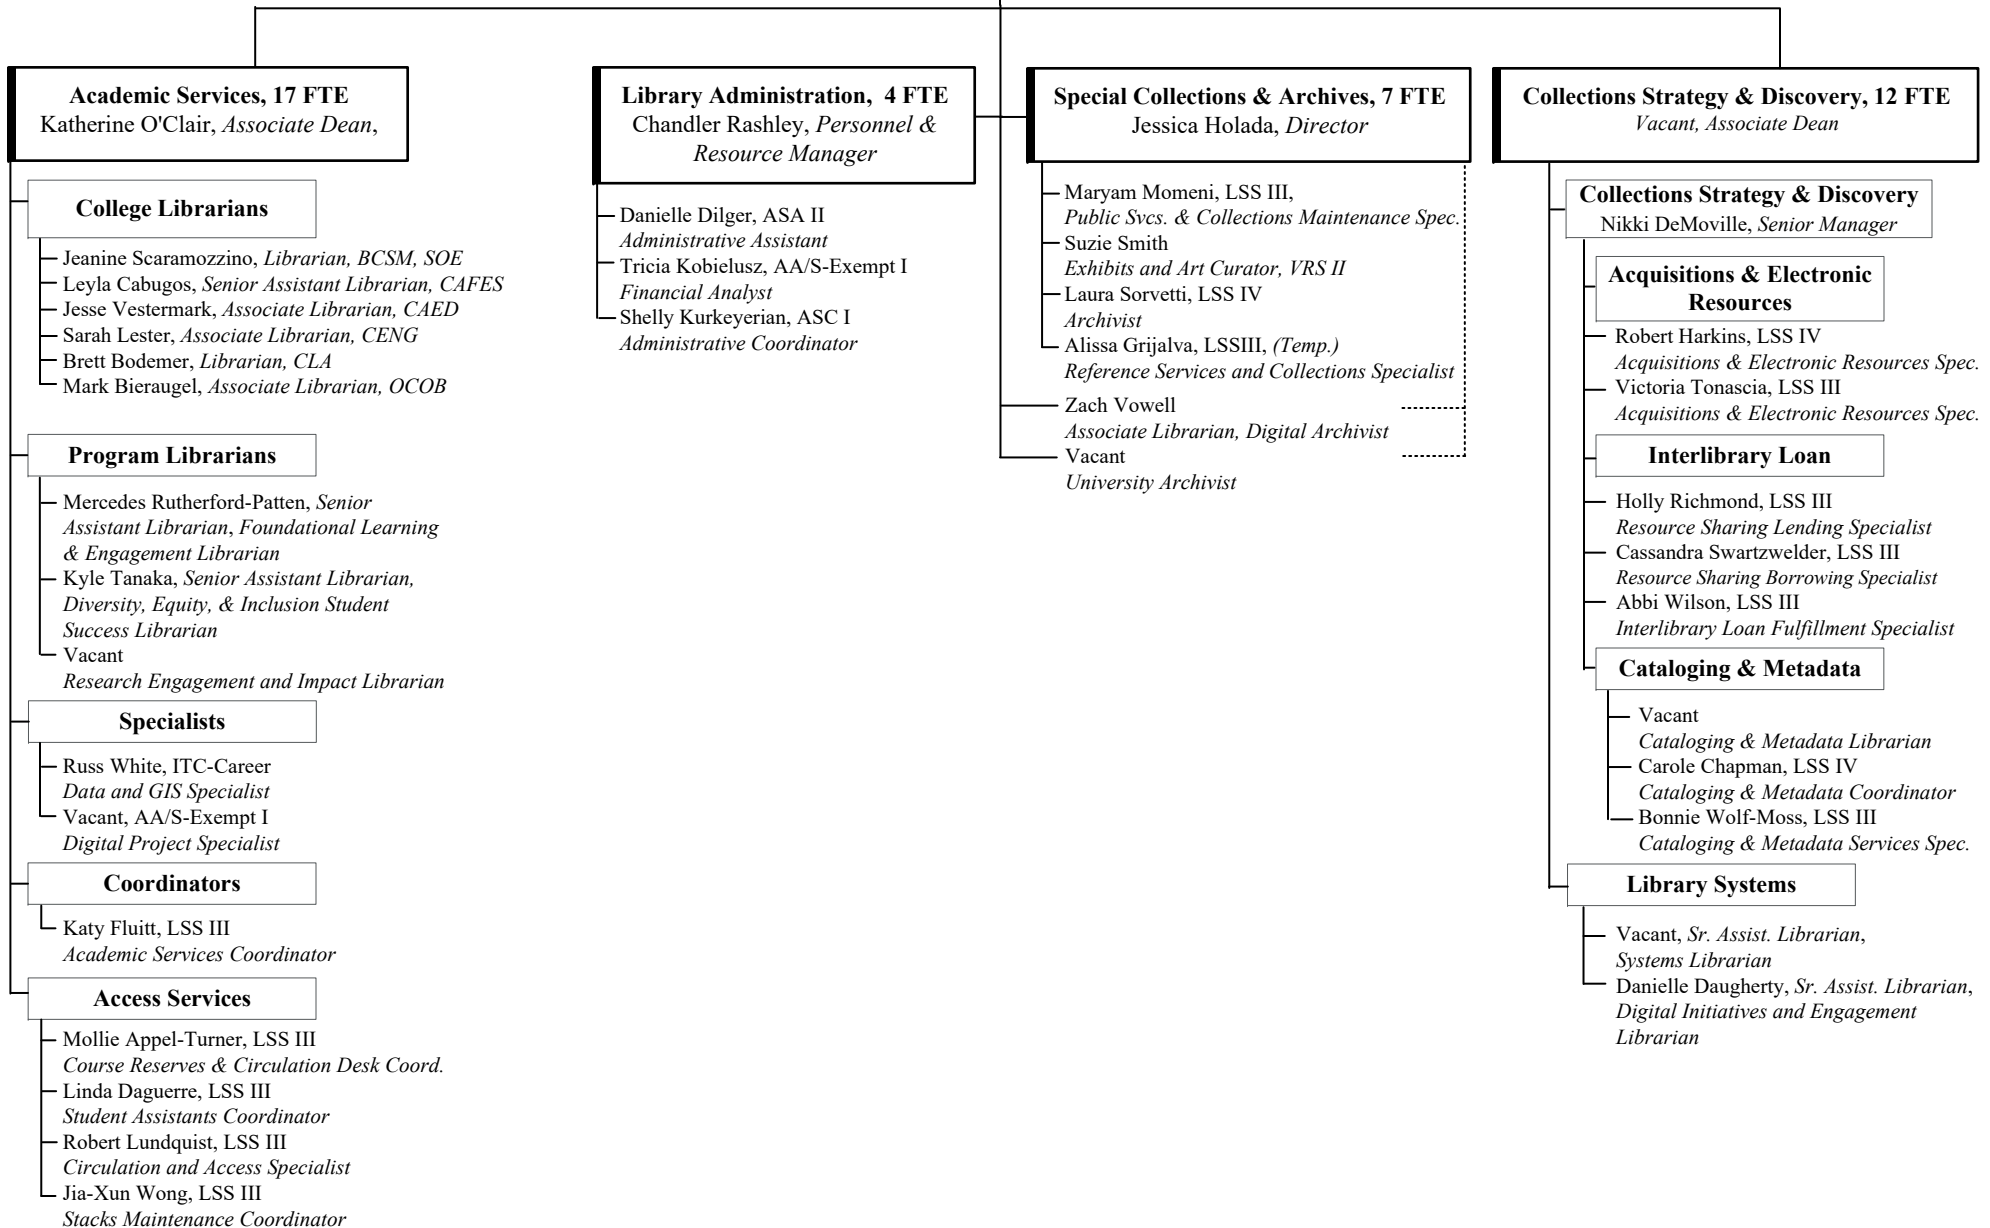 Academic Services, 17 FTE
Katherine O'Clair, Associate Dean,
College Librarians
Jeanine Scaramozzino, Librarian, BCSM, SOE
Leyla Cabugos, Senior Assistant Librarian, CAFES
Jesse Vestermark, Associate Librarian, CAED
Sarah Lester, Associate Librarian, CENG
Brett Bodemer, Librarian, CLA
Mark Bieraugel, Associate Librarian, OCOB
Program Librarians
Mercedes Rutherford-Patten, Senior
Assistant Librarian, Foundational Learning
& Engagement Librarian
Kyle Tanaka, Senior Assistant Librarian,
Diversity, Equity, & Inclusion Student
Success Librarian
Vacant
Research Engagement and Impact Librarian
Specialists
Russ White, ITC-Career
Data and GIS Specialist
Vacant, AA/S-Exempt I
Digital Project Specialist
Coordinators
Katy Fluitt, LSS III
Academic Services Coordinator
Access Services
Mollie Appel-Turner, LSS III
Course Reserves & Circulation Desk Coord.
Linda Daguerre, LSS III
Student Assistants Coordinator
Robert Lundquist, LSS III
Circulation and Access Specialist
Jia-Xun Wong, LSS III
Stacks Maintenance Coordinator
Library Administration, 4 FTE
Chandler Rashley, Personnel &
Resource Manager
Danielle Dilger, ASA II
Administrative Assistant
Tricia Kobielusz, AA/S-Exempt I
Financial Analyst
Shelly Kurkeyerian, ASC I
Administrative Coordinator
Special Collections & Archives, 7 FTE
Jessica Holada, Director
Maryam Momeni, LSS III,
Public Svcs. & Collections Maintenance Spec.
Suzie Smith
Exhibits and Art Curator, VRS II
Laura Sorvetti, LSS IV
Archivist
Alissa Grijalva, LSSIII, (Temp.)
Reference Services and Collections Specialist
Zach Vowell
Associate Librarian, Digital Archivist
Vacant
University Archivist
Collections Strategy & Discovery, 12 FTE
Vacant, Associate Dean
Collections Strategy & Discovery
Nikki DeMoville, Senior Manager
Acquisitions & Electronic
Resources
Robert Harkins, LSS IV
Acquisitions & Electronic Resources Spec.
Victoria Tonascia, LSS III
Acquisitions & Electronic Resources Spec.
Interlibrary Loan
Holly Richmond, LSS III
Resource Sharing Lending Specialist
Cassandra Swartzwelder, LSS III
Resource Sharing Borrowing Specialist
Abbi Wilson, LSS III
Interlibrary Loan Fulfillment Specialist
Cataloging & Metadata
Vacant
Cataloging & Metadata Librarian
Carole Chapman, LSS IV
Cataloging & Metadata Coordinator
Bonnie Wolf-Moss, LSS III
Cataloging & Metadata Services Spec.
Library Systems
Vacant, Sr. Assist. Librarian,
Systems Librarian
Danielle Daugherty, Sr. Assist. Librarian,
Digital Initiatives and Engagement
Librarian